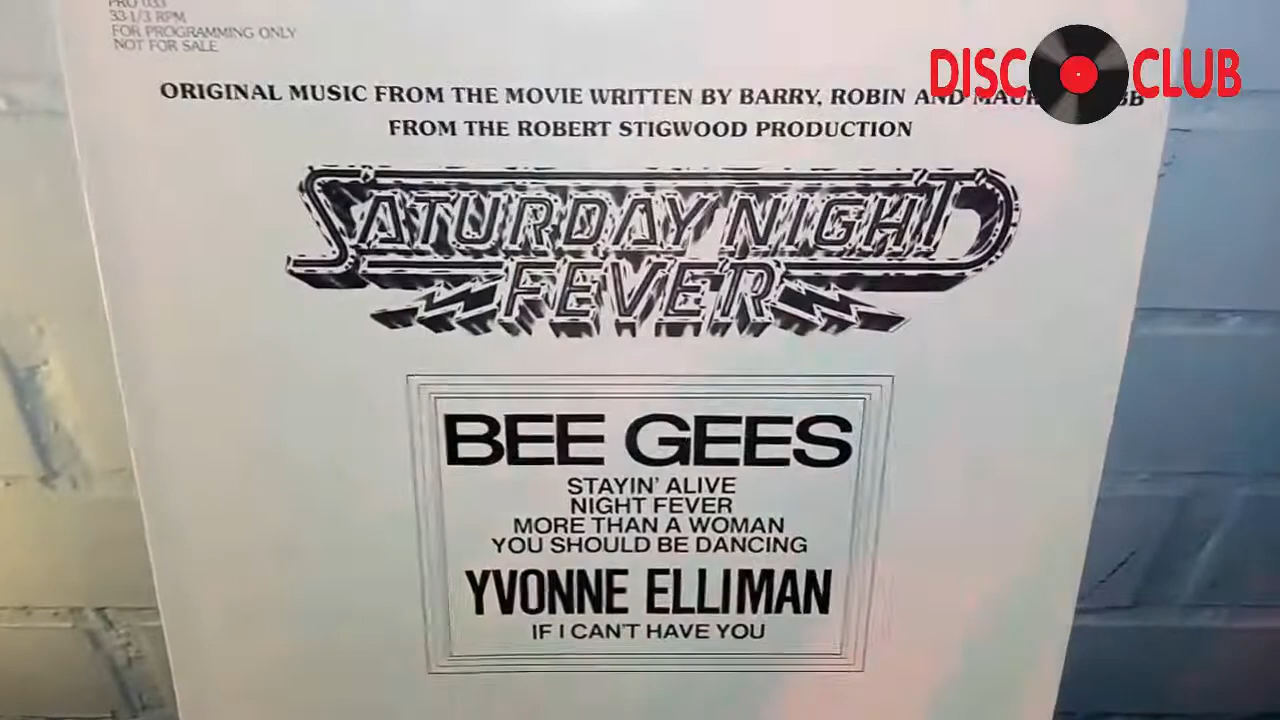 PRO 033
33 1/3 RPM
FOR PROGRAMMING ONLY
NOT FOR SALE
DISC CLUB
ORIGINAL MUSIC FROM THE MOVIE WRITTEN BY BARRY, ROBIN AND
FROM THE ROBERT STIGWOOD PRODUCTION
SATURDAY NIGHT
FEVER
BEE GEES
STAYIN' ALIVE
NIGHT FEVER
MORE THAN A WOMAN
YOU SHOULD BE DANCING
YVONNE ELLIMAN
IF I CAN'T HAVE YOU